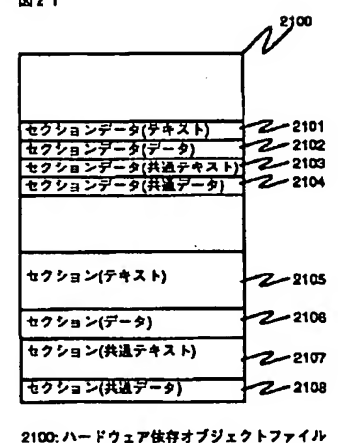 図21
2100
セクションデータ(テキスト) 2101
セクションデータ(データ) 2102
セクションデータ(共通テキスト) 2103
セクションデータ(共通データ) 2104
セクション(テキスト) 2105
セクション(データ) 2106
セクション(共通テキスト) 2107
セクション(共通データ) 2108
2100: ハードウェア依存オブジェクトファイル